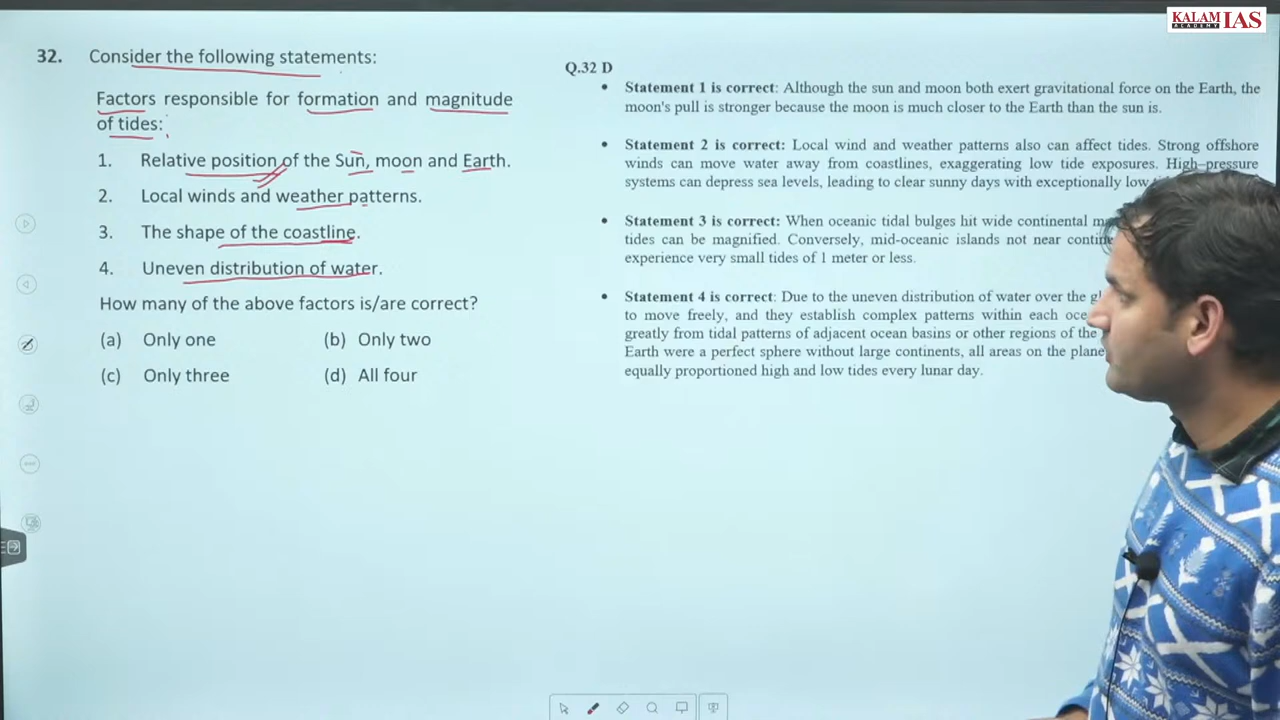 KALAM IAS
ACADEMY
32. Consider the following statements:
Factors responsible for formation and magnitude
of tides:
1. Relative position of the Sun, moon and Earth.
2. Local winds and weather patterns.
3. The shape of the coastline.
4. Uneven distribution of water.
How many of the above factors is/are correct?
(a) Only one (b) Only two
(c) Only three (d) All four
Q.32 D
• Statement 1 is correct: Although the sun and moon both exert gravitational force on the Earth, the
moon's pull is stronger because the moon is much closer to the Earth than the sun is.
• Statement 2 is correct: Local wind and weather patterns also can affect tides. Strong offshore
winds can move water away from coastlines, exaggerating low tide exposures. High-pressure
systems can depress sea levels, leading to clear sunny days with exceptionally low
• Statement 3 is correct: When oceanic tidal bulges hit wide continental
tides can be magnified. Conversely, mid-oceanic islands not near
experience very small tides of 1 meter or less.
• Statement 4 is correct: Due to the uneven distribution of water over the
to move freely, and they establish complex patterns within each
greatly from tidal patterns of adjacent ocean basins or other regions of the
Earth were a perfect sphere without large continents, all areas on the
equally proportioned high and low tides every lunar day.